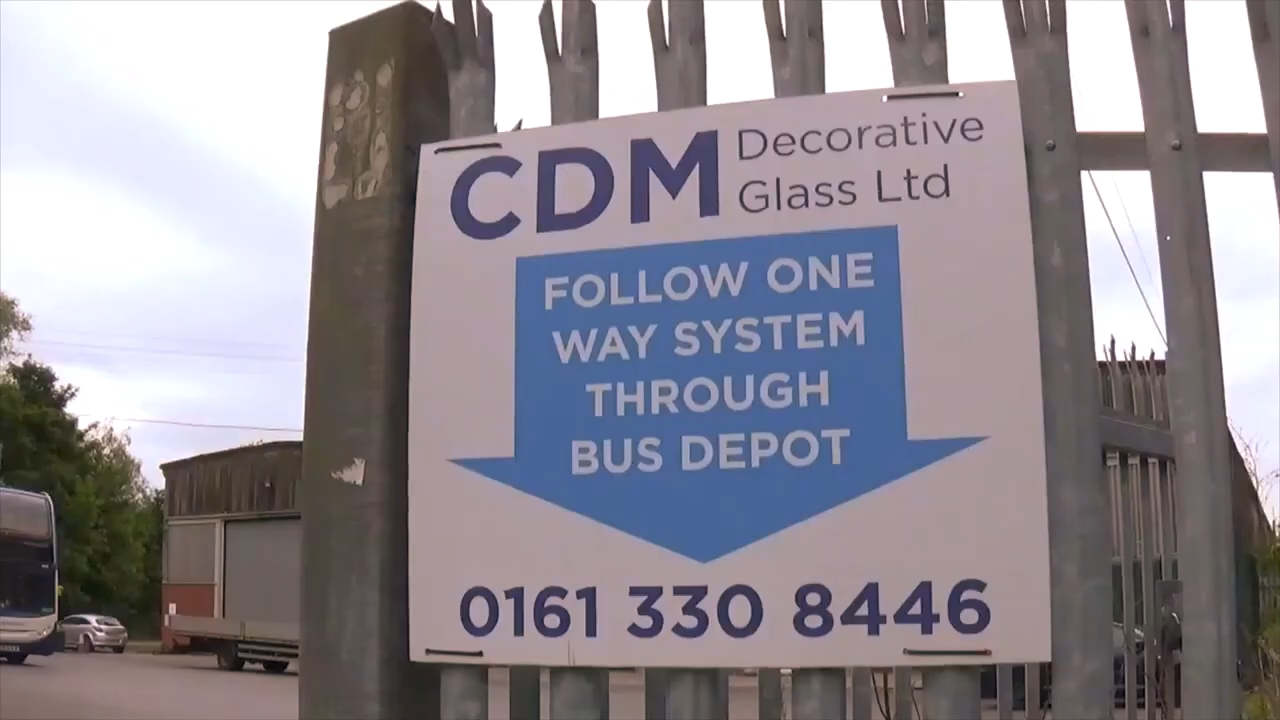 CDM Decorative
Glass Ltd
FOLLOW ONE
WAY SYSTEM
THROUGH
BUS DEPOT
0161 330 8446